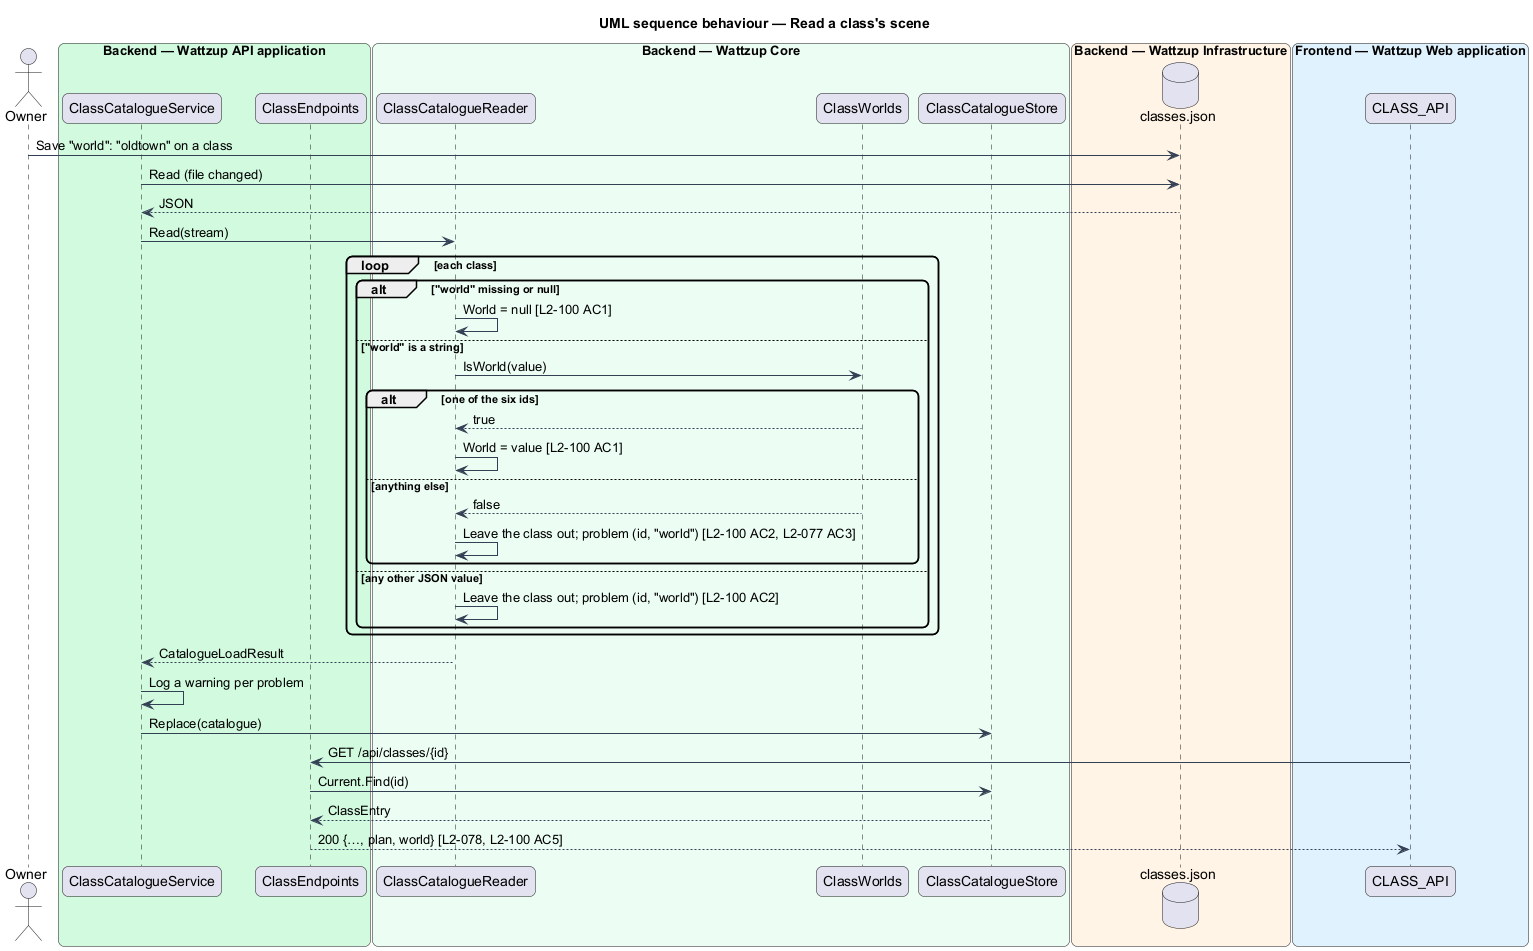 UML sequence behaviour — Read a class's scene
Backend — Wattzup API application
Backend — Wattzup Core
Backend — Wattzup Infrastructure
Frontend — Wattzup Web application
Owner
ClassCatalogueService
ClassEndpoints
ClassCatalogueReader
ClassWorlds
ClassCatalogueStore
classes.json
CLASS_API
Save "world": "oldtown" on a class
Read (file changed)
JSON
Read(stream)
loop [each class]
alt ["world" missing or null]
World = null [L2-100 AC1]
["world" is a string]
IsWorld(value)
alt [one of the six ids]
true
World = value [L2-100 AC1]
[anything else]
false
Leave the class out; problem (id, "world") [L2-100 AC2, L2-077 AC3]
[any other JSON value]
Leave the class out; problem (id, "world") [L2-100 AC2]
CatalogueLoadResult
Log a warning per problem
Replace(catalogue)
GET /api/classes/{id}
Current.Find(id)
ClassEntry
200 {…, plan, world} [L2-078, L2-100 AC5]
Owner
ClassCatalogueService
ClassEndpoints
ClassCatalogueReader
ClassWorlds
ClassCatalogueStore
classes.json
CLASS_API